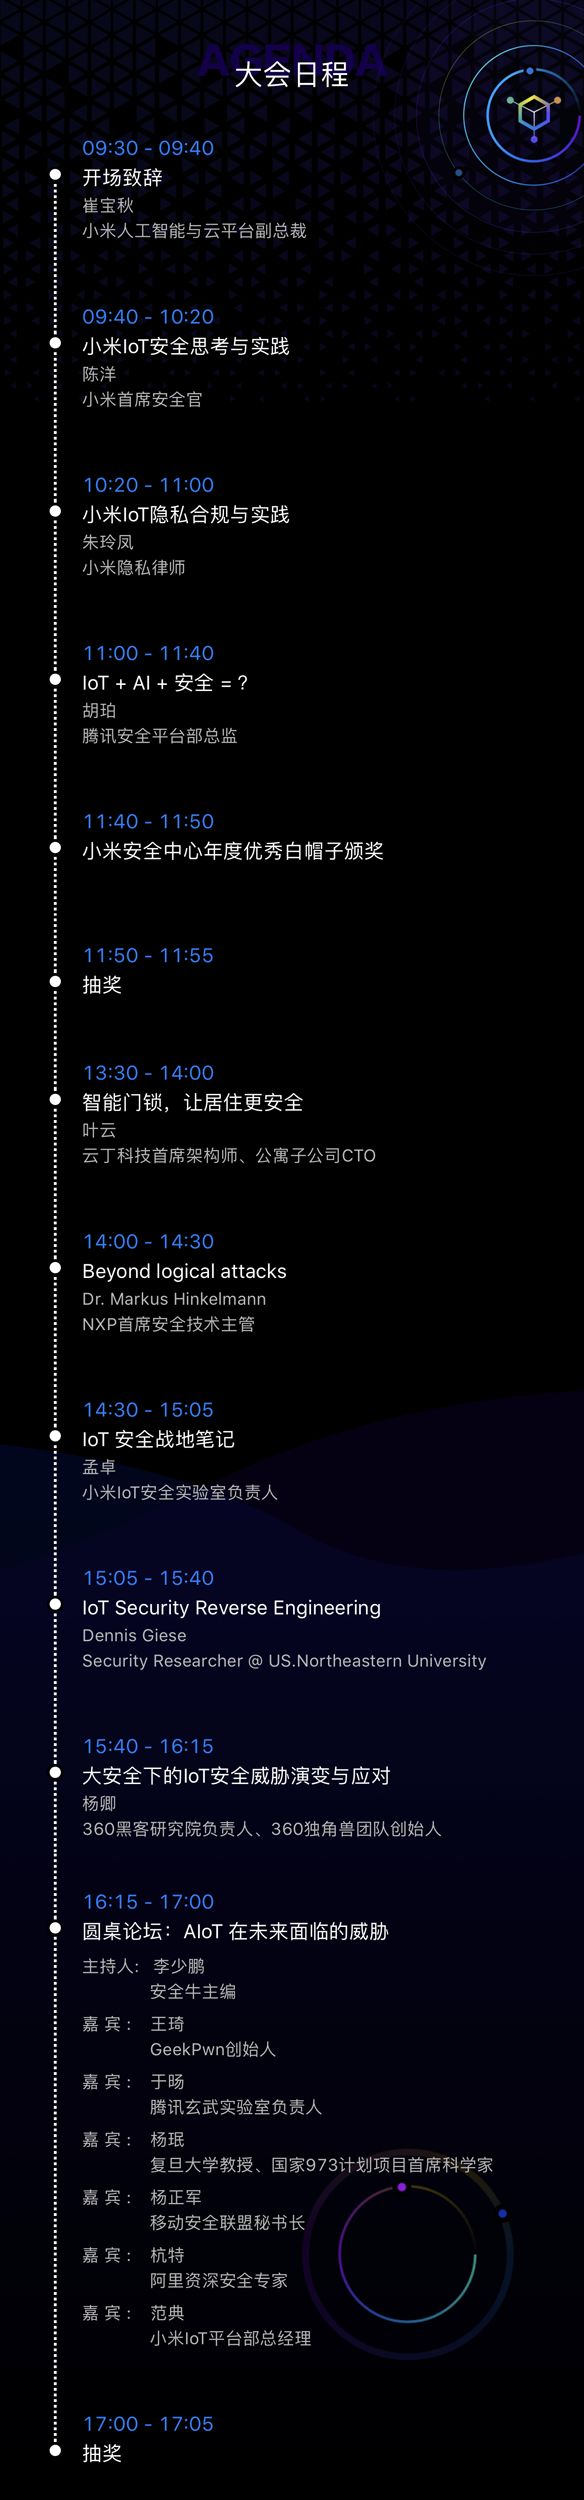 AGENDA
大会日程
09:30 - 09:40
开场致辞
崔宝秋
小米人工智能与云平台副总裁
09:40 - 10:20
小米IoT安全思考与实践
陈洋
小米首席安全官
10:20 - 11:00
小米IoT隐私合规与实践
朱玲凤
小米隐私律师
11:00 - 11:40
IoT + AI + 安全 = ?
胡珀
腾讯安全平台部总监
11:40 - 11:50
小米安全中心年度优秀白帽子颁奖
11:50 - 11:55
抽奖
13:30 - 14:00
智能门锁，让居住更安全
叶云
云丁科技首席架构师、公寓子公司CTO
14:00 - 14:30
Beyond logical attacks
Dr. Markus Hinkelmann
NXP首席安全技术主管
14:30 - 15:05
IoT 安全战地笔记
孟卓
小米IoT安全实验室负责人
15:05 - 15:40
IoT Security Reverse Engineering
Dennis Giese
Security Researcher @ US.Northeastern University
15:40 - 16:15
大安全下的IoT安全威胁演变与应对
杨卿
360黑客研究院负责人、360独角兽团队创始人
16:15 - 17:00
圆桌论坛：AIoT 在未来面临的威胁
主持人： 李少鹏
安全牛主编
嘉 宾： 王琦
GeekPwn创始人
嘉 宾： 于旸
腾讯玄武实验室负责人
嘉 宾： 杨珉
复旦大学教授、国家973计划项目首席科学家
嘉 宾： 杨正军
移动安全联盟秘书长
嘉 宾： 杭特
阿里资深安全专家
嘉 宾： 范典
小米IoT平台部总经理
17:00 - 17:05
抽奖